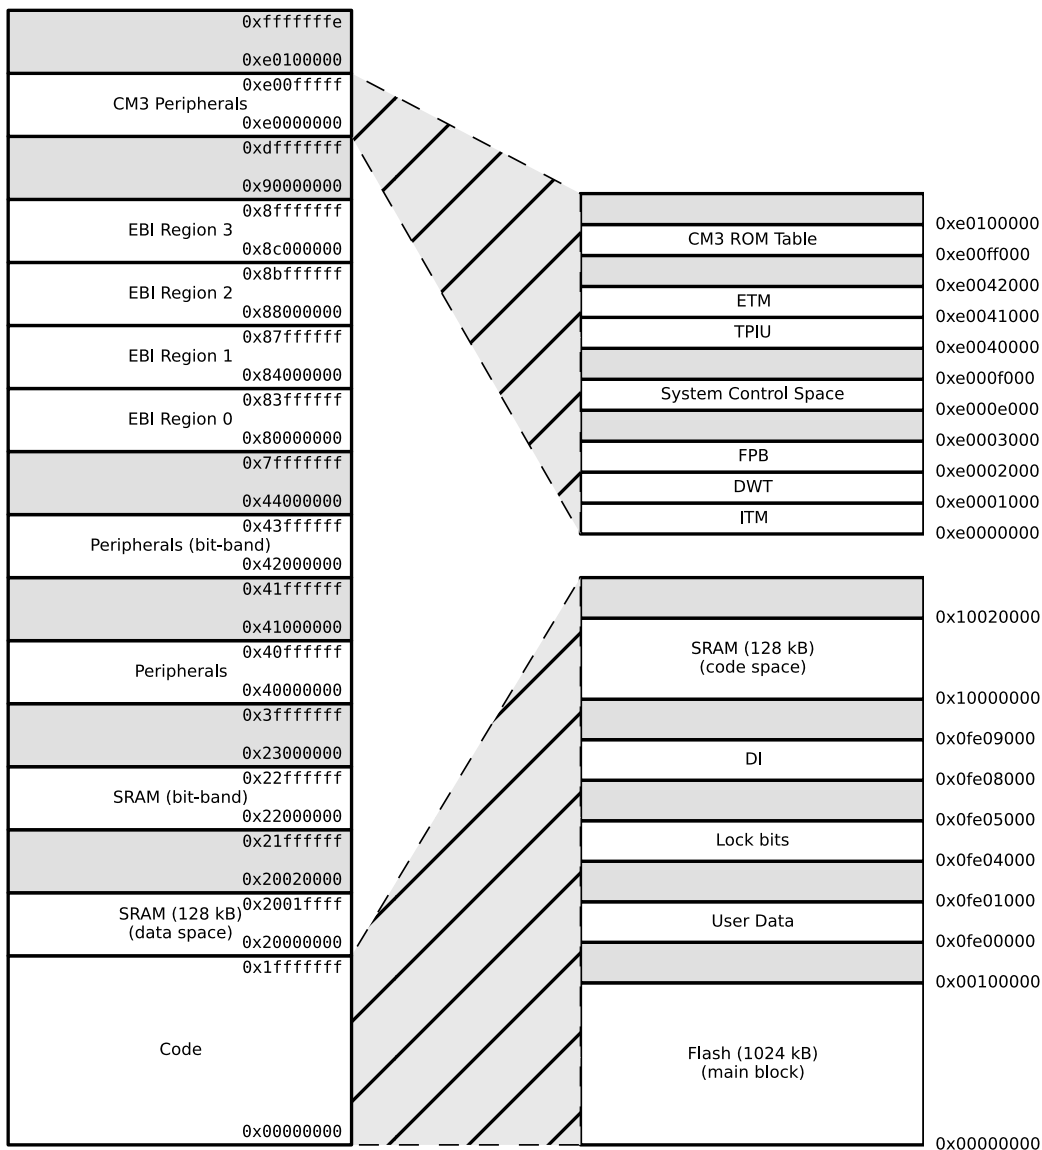 0xfffffffe
0xe0100000
0xe00fffff
CM3 Peripherals
0xe0000000
0xdfffffff
0x90000000
0x8fffffff
EBI Region 3
0x8c000000
0x8bffffff
EBI Region 2
0x88000000
0x87ffffff
EBI Region 1
0x84000000
0x83ffffff
EBI Region 0
0x80000000
0x7fffffff
0x44000000
0x43ffffff
Peripherals (bit-band)
0x42000000
0x41ffffff
0x41000000
0x40ffffff
Peripherals
0x40000000
0x3fffffff
0x23000000
0x22ffffff
SRAM (bit-band)
0x22000000
0x21ffffff
0x20020000
0x2001ffff
SRAM (128 kB)
(data space)
0x20000000
0x1fffffff
Code
0x00000000
0xe0100000
CM3 ROM Table
0xe00ff000
0xe0042000
ETM
0xe0041000
TPIU
0xe0040000
0xe000f000
System Control Space
0xe000e000
0xe0003000
FPB
0xe0002000
DWT
0xe0001000
ITM
0xe0000000
0x10020000
SRAM (128 kB)
(code space)
0x10000000
0x0fe09000
DI
0x0fe08000
0x0fe05000
Lock bits
0x0fe04000
0x0fe01000
User Data
0x0fe00000
0x00100000
Flash (1024 kB)
(main block)
0x00000000